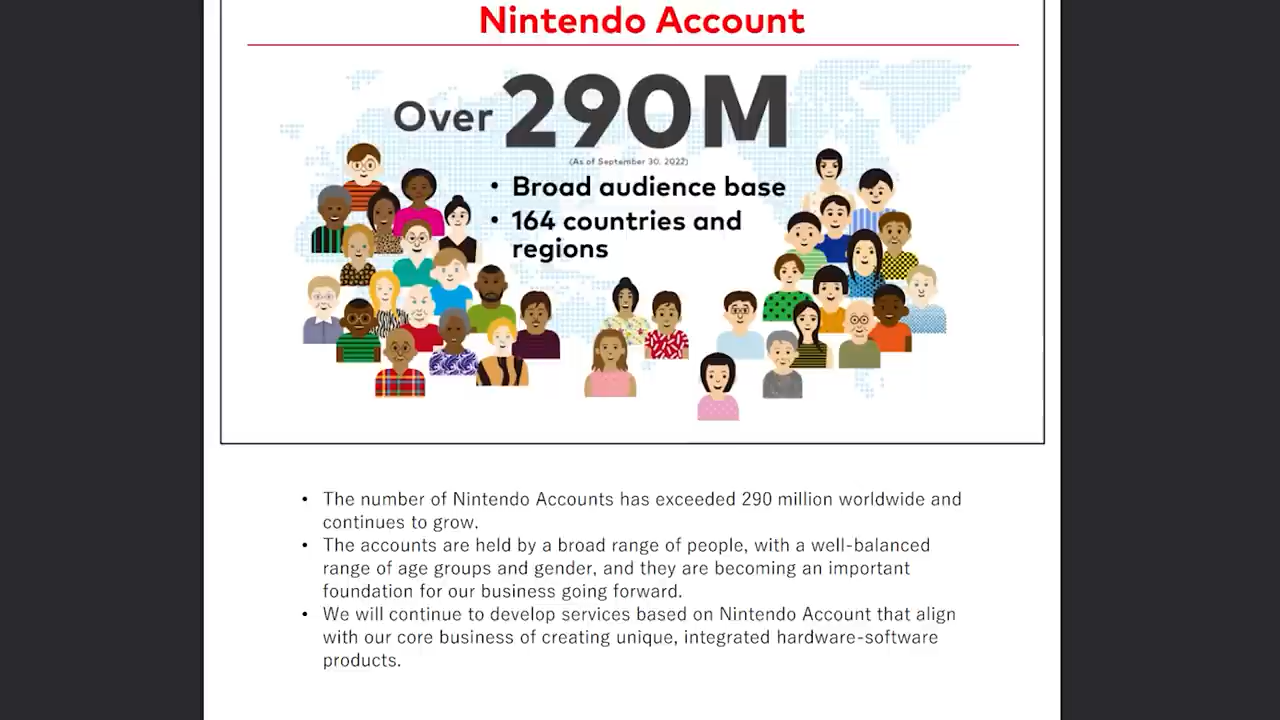 Nintendo Account
Over 290M
(As of September 30, 2022)
• Broad audience base
• 164 countries and
regions
• The number of Nintendo Accounts has exceeded 290 million worldwide and
continues to grow.
• The accounts are held by a broad range of people, with a well-balanced
range of age groups and gender, and they are becoming an important
foundation for our business going forward.
• We will continue to develop services based on Nintendo Account that align
with our core business of creating unique, integrated hardware-software
products.